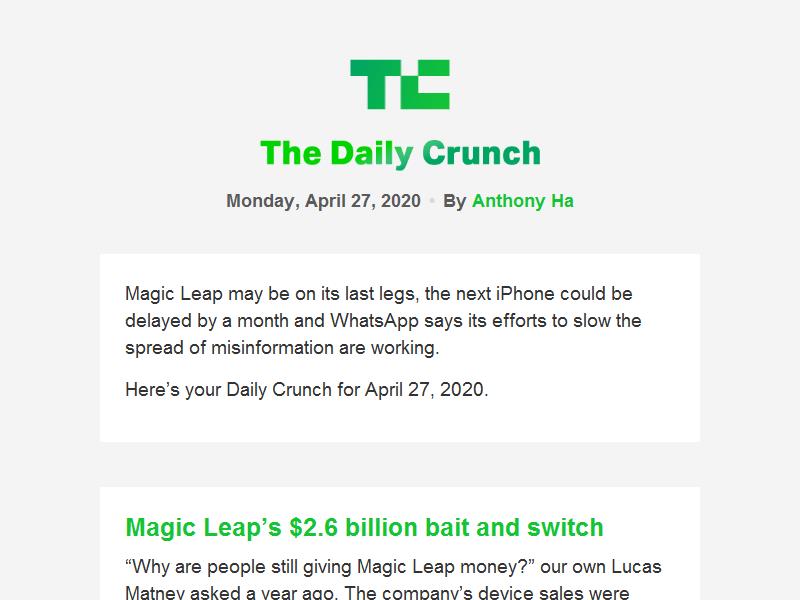 TC
The Daily Crunch
Monday, April 27, 2020 • By Anthony Ha
Magic Leap may be on its last legs, the next iPhone could be
delayed by a month and WhatsApp says its efforts to slow the
spread of misinformation are working.
Here’s your Daily Crunch for April 27, 2020.
Magic Leap’s $2.6 billion bait and switch
“Why are people still giving Magic Leap money?” our own Lucas
Matney asked a year ago. The company’s device sales were